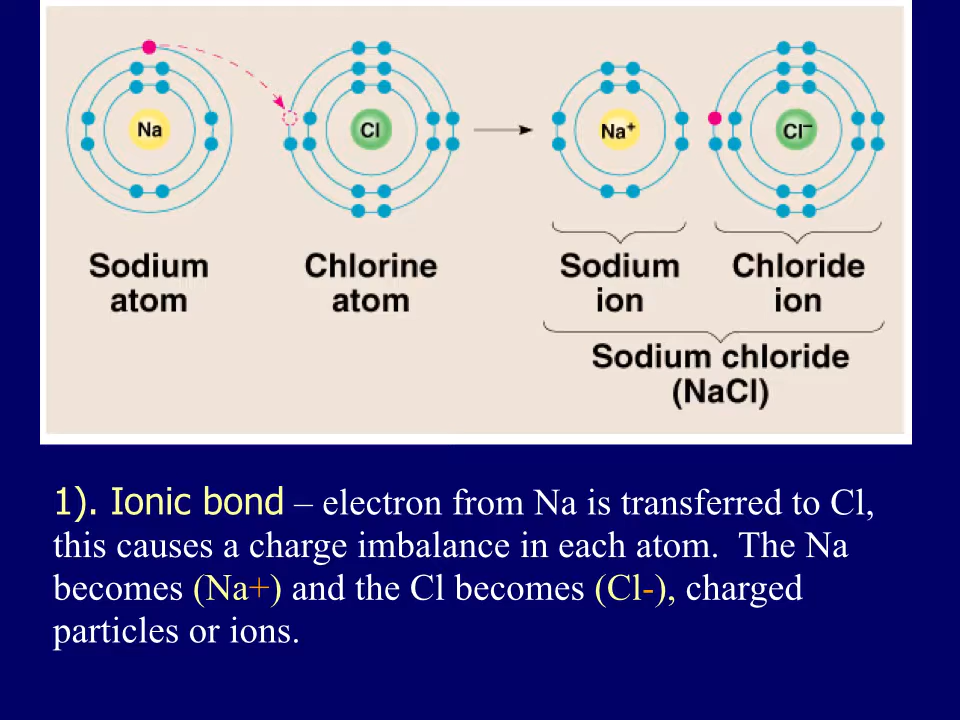 Na
Cl
Na⁺
Cl⁻
Sodium
atom
Chlorine
atom
Sodium
ion
Chloride
ion
Sodium chloride
(NaCl)
1). Ionic bond – electron from Na is transferred to Cl,
this causes a charge imbalance in each atom.  The Na
becomes (Na+) and the Cl becomes (Cl-), charged
particles or ions.